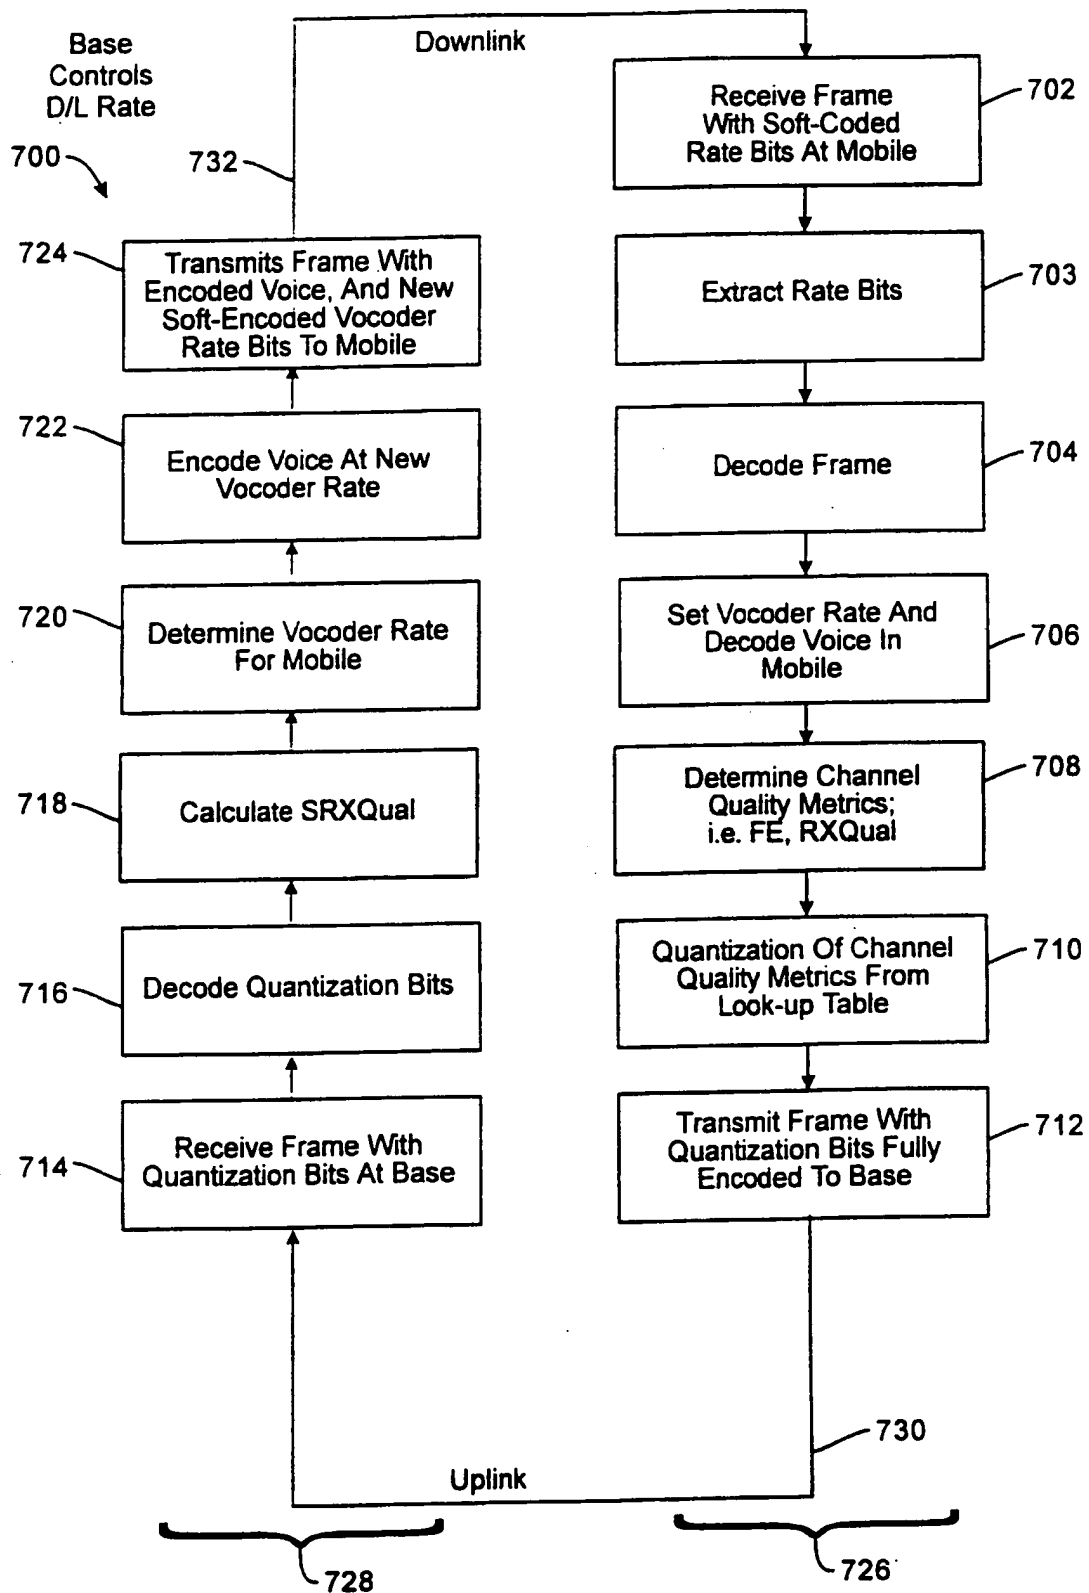 Base
Controls
D/L Rate
700
732
Downlink
Receive Frame
With Soft-Coded
Rate Bits At Mobile
702
724
Transmits Frame With
Encoded Voice, And New
Soft-Encoded Vocoder
Rate Bits To Mobile
Extract Rate Bits
703
722
Encode Voice At New
Vocoder Rate
Decode Frame
704
720
Determine Vocoder Rate
For Mobile
Set Vocoder Rate And
Decode Voice In
Mobile
706
718
Calculate SRXQual
Determine Channel
Quality Metrics;
i.e. FE, RXQual
708
716
Decode Quantization Bits
Quantization Of Channel
Quality Metrics From
Look-up Table
710
714
Receive Frame With
Quantization Bits At Base
Transmit Frame With
Quantization Bits Fully
Encoded To Base
712
730
Uplink
728
726